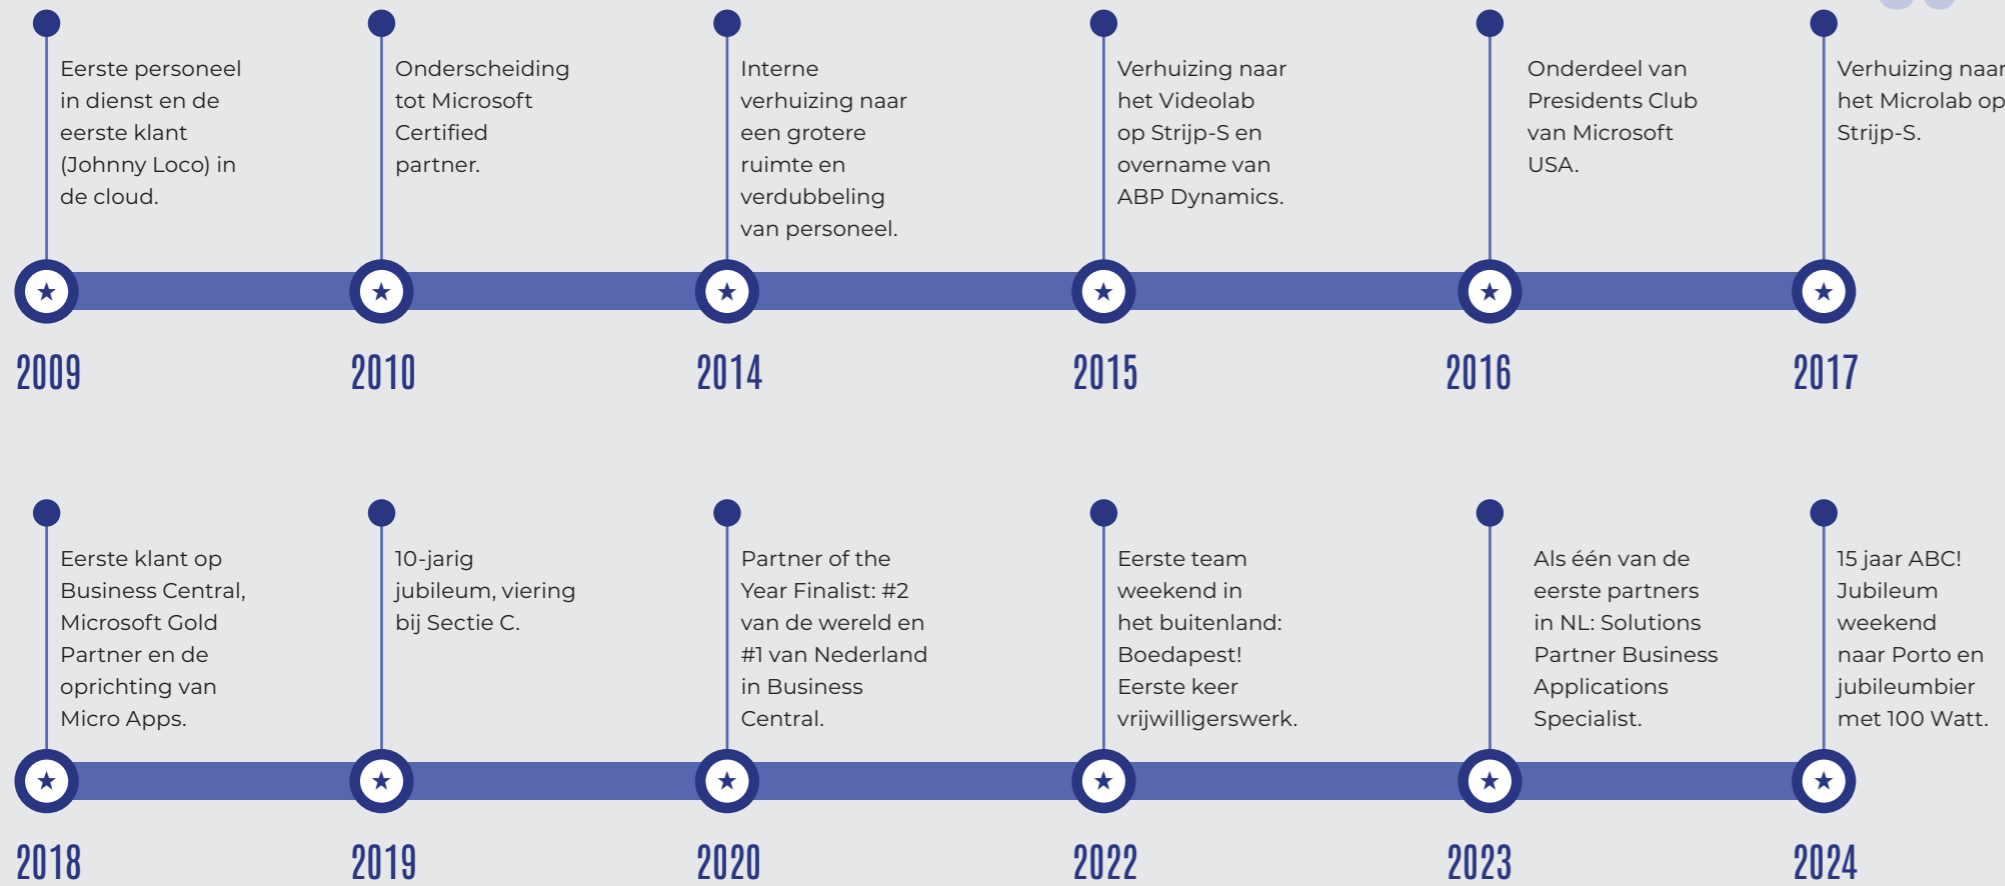 Eerste personeel
in dienst en de
eerste klant
(Johnny Loco) in
de cloud.
2009
Onderscheiding
tot Microsoft
Certified
partner.
2010
Interne
verhuizing naar
een grotere
ruimte en
verdubbeling
van personeel.
2014
Verhuizing naar
het Videolab
op Strijp-S en
overname van
ABP Dynamics.
2015
Onderdeel van
Presidents Club
van Microsoft
USA.
2016
Verhuizing naar
het Microlab op
Strijp-S.
2017
Eerste klant op
Business Central,
Microsoft Gold
Partner en de
oprichting van
Micro Apps.
2018
10-jarig
jubileum, viering
bij Sectie C.
2019
Partner of the
Year Finalist: #2
van de wereld en
#1 van Nederland
in Business
Central.
2020
Eerste team
weekend in
het buitenland:
Boedapest!
Eerste keer
vrijwilligerswerk.
2022
Als één van de
eerste partners
in NL: Solutions
Partner Business
Applications
Specialist.
2023
15 jaar ABC!
Jubileum
weekend
naar Porto en
jubileumbier
met 100 Watt.
2024